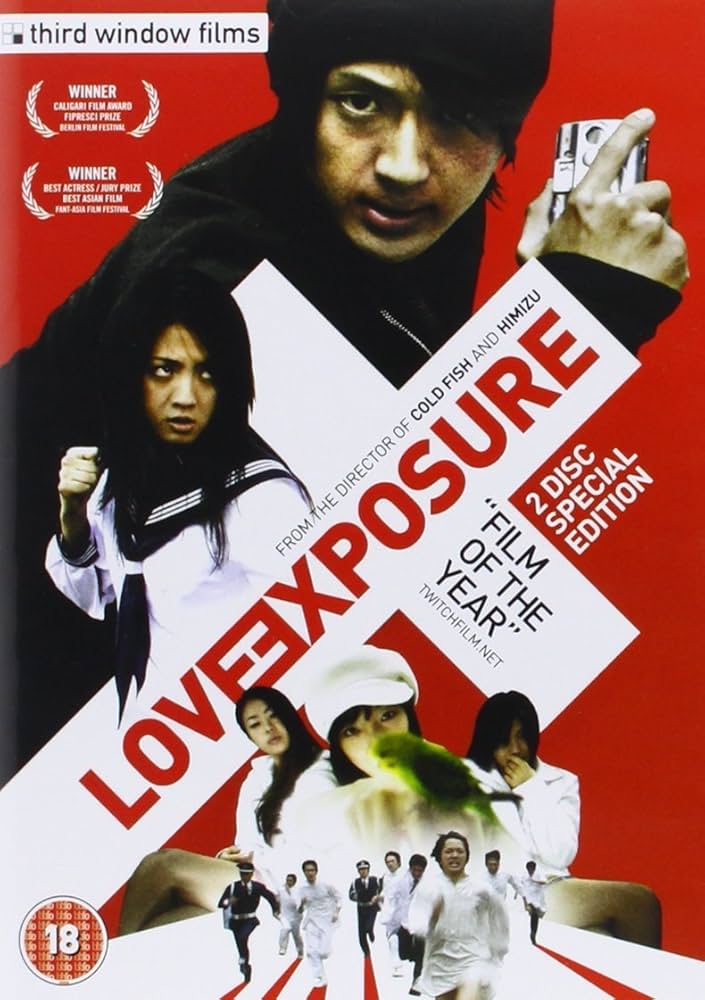 third window films
WINNER
CALIGARI FILM AWARD
FIPRESCI PRIZE
BERLIN FILM FESTIVAL
WINNER
BEST ACTRESS / JURY PRIZE
BEST ASIAN FILM
FANT-ASIA FILM FESTIVAL
FROM THE DIRECTOR OF COLD FISH AND HIMIZU
LOVE EXPOSURE
2 DISC
SPECIAL
EDITION
"FILM
OF THE
YEAR"
TWITCHFILM.NET
18